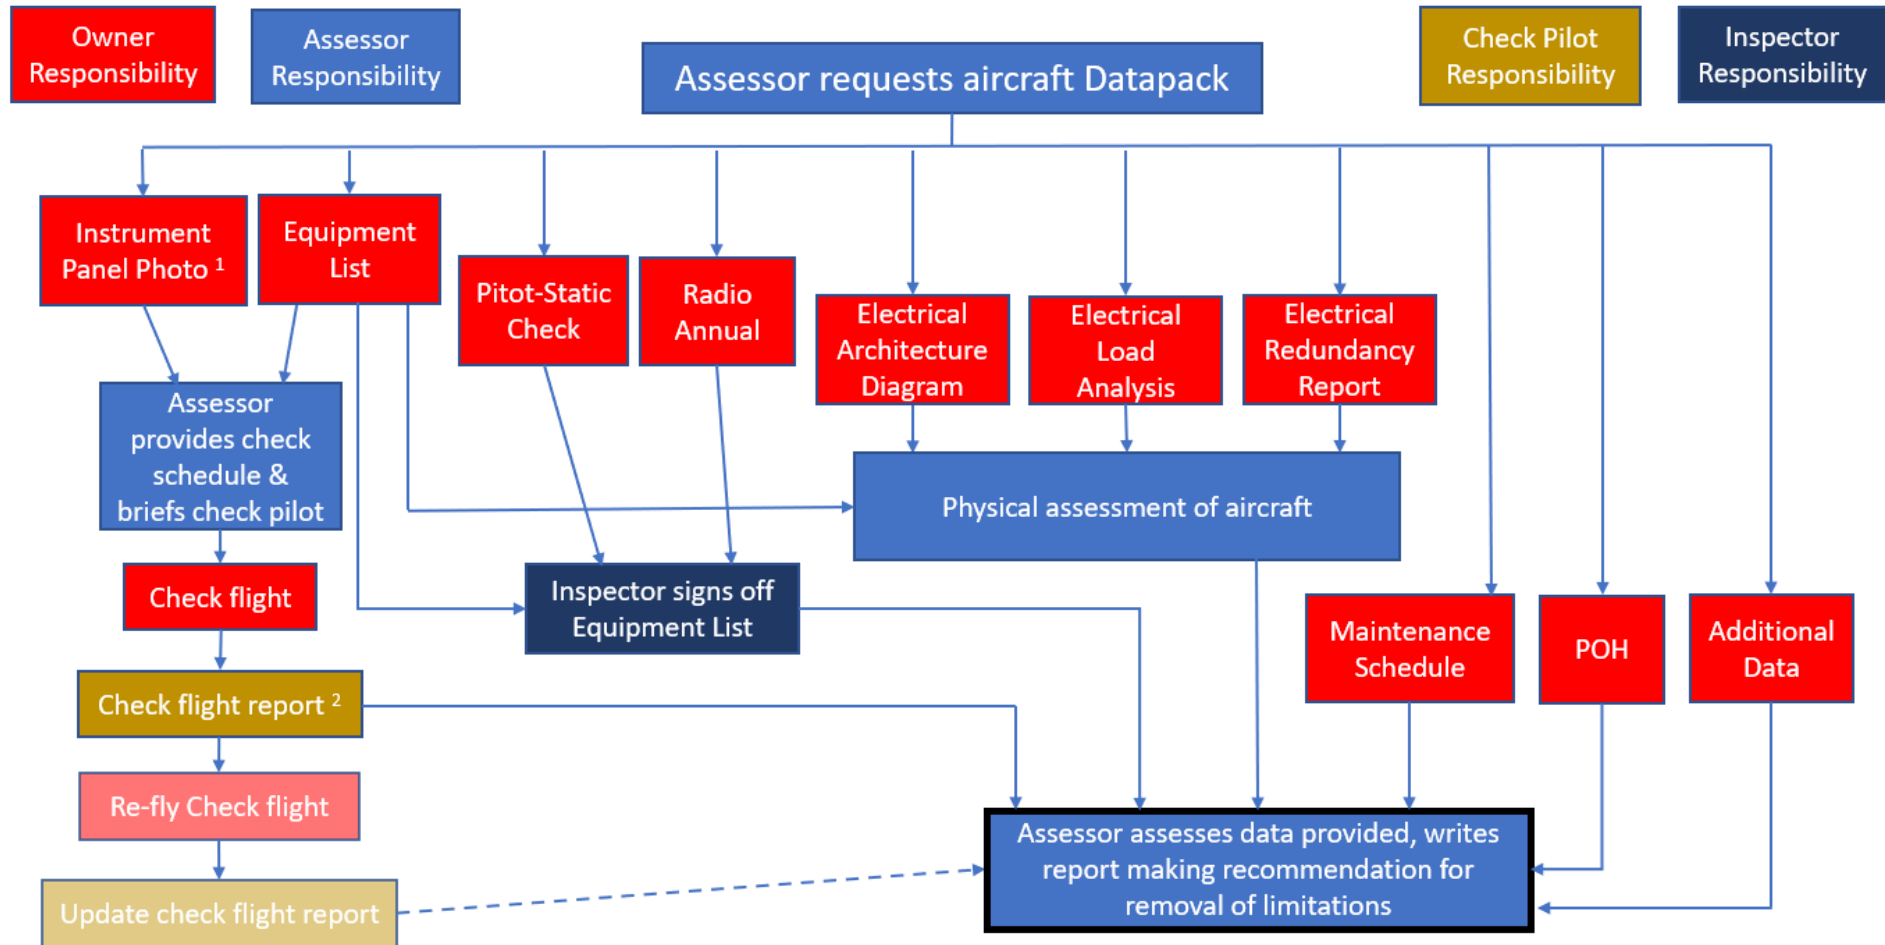 Owner
Responsibility
Assessor
Responsibility
Assessor requests aircraft Datapack
Check Pilot
Responsibility
Inspector
Responsibility
Instrument
Panel Photo 1
Equipment
List
Pitot-Static
Check
Radio
Annual
Electrical
Architecture
Diagram
Electrical
Load
Analysis
Electrical
Redundancy
Report
Assessor
provides check
schedule &
briefs check pilot
Physical assessment of aircraft
Check flight
Inspector signs off
Equipment List
Maintenance
Schedule
POH
Additional
Data
Check flight report 2
Re-fly Check flight
Update check flight report
Assessor assesses data provided, writes
report making recommendation for
removal of limitations